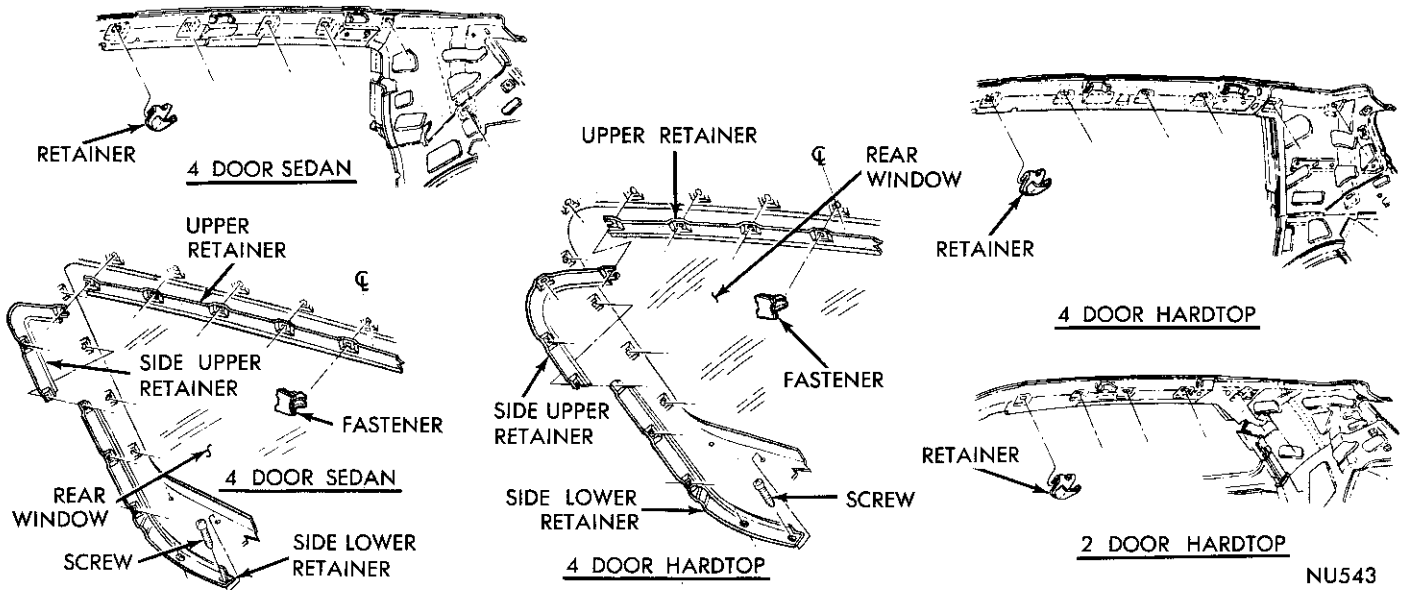 RETAINER
4 DOOR SEDAN
UPPER
RETAINER
℄
SIDE UPPER
RETAINER
FASTENER
4 DOOR SEDAN
REAR
WINDOW
SCREW
SIDE LOWER
RETAINER
UPPER RETAINER
℄
REAR
WINDOW
FASTENER
SIDE UPPER
RETAINER
SIDE LOWER
RETAINER
SCREW
4 DOOR HARDTOP
RETAINER
4 DOOR HARDTOP
RETAINER
2 DOOR HARDTOP
NU543